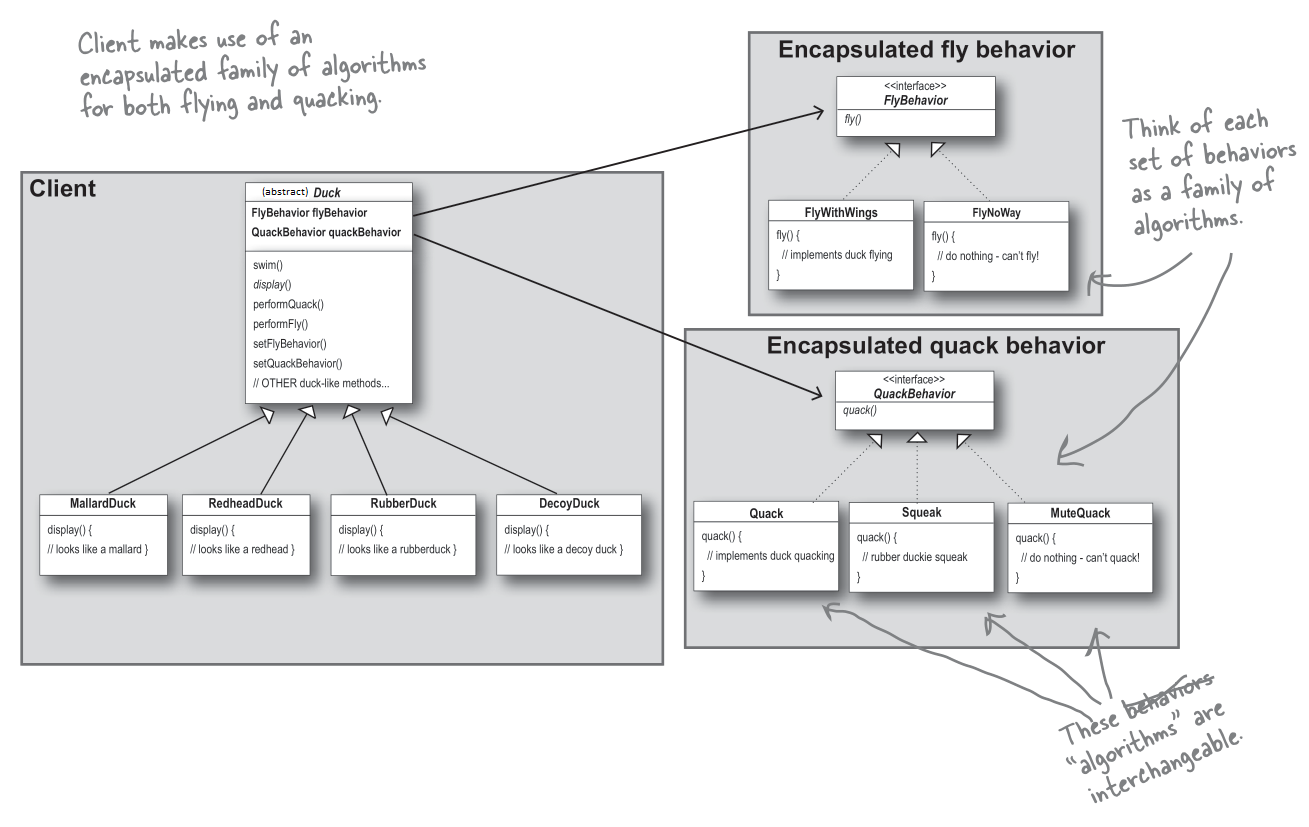 Client makes use of an
encapsulated family of algorithms
for both flying and quacking.
Client
(abstract) Duck
FlyBehavior flyBehavior
QuackBehavior quackBehavior
swim()
display()
performQuack()
performFly()
setFlyBehavior()
setQuackBehavior()
// OTHER duck-like methods...
MallardDuck
display() {
// looks like a mallard }
RedheadDuck
display() {
// looks like a redhead }
RubberDuck
display() {
// looks like a rubberduck }
DecoyDuck
display() {
// looks like a decoy duck }
Encapsulated fly behavior
<<interface>>
FlyBehavior
fly()
FlyWithWings
fly() {
// implements duck flying
}
FlyNoWay
fly() {
// do nothing - can't fly!
}
Think of each
set of behaviors
as a family of
algorithms.
Encapsulated quack behavior
<<interface>>
QuackBehavior
quack()
Quack
quack() {
// implements duck quacking
}
Squeak
quack() {
// rubber duckie squeak
}
MuteQuack
quack() {
// do nothing - can't quack!
}
These behaviors
“algorithms” are
interchangeable.